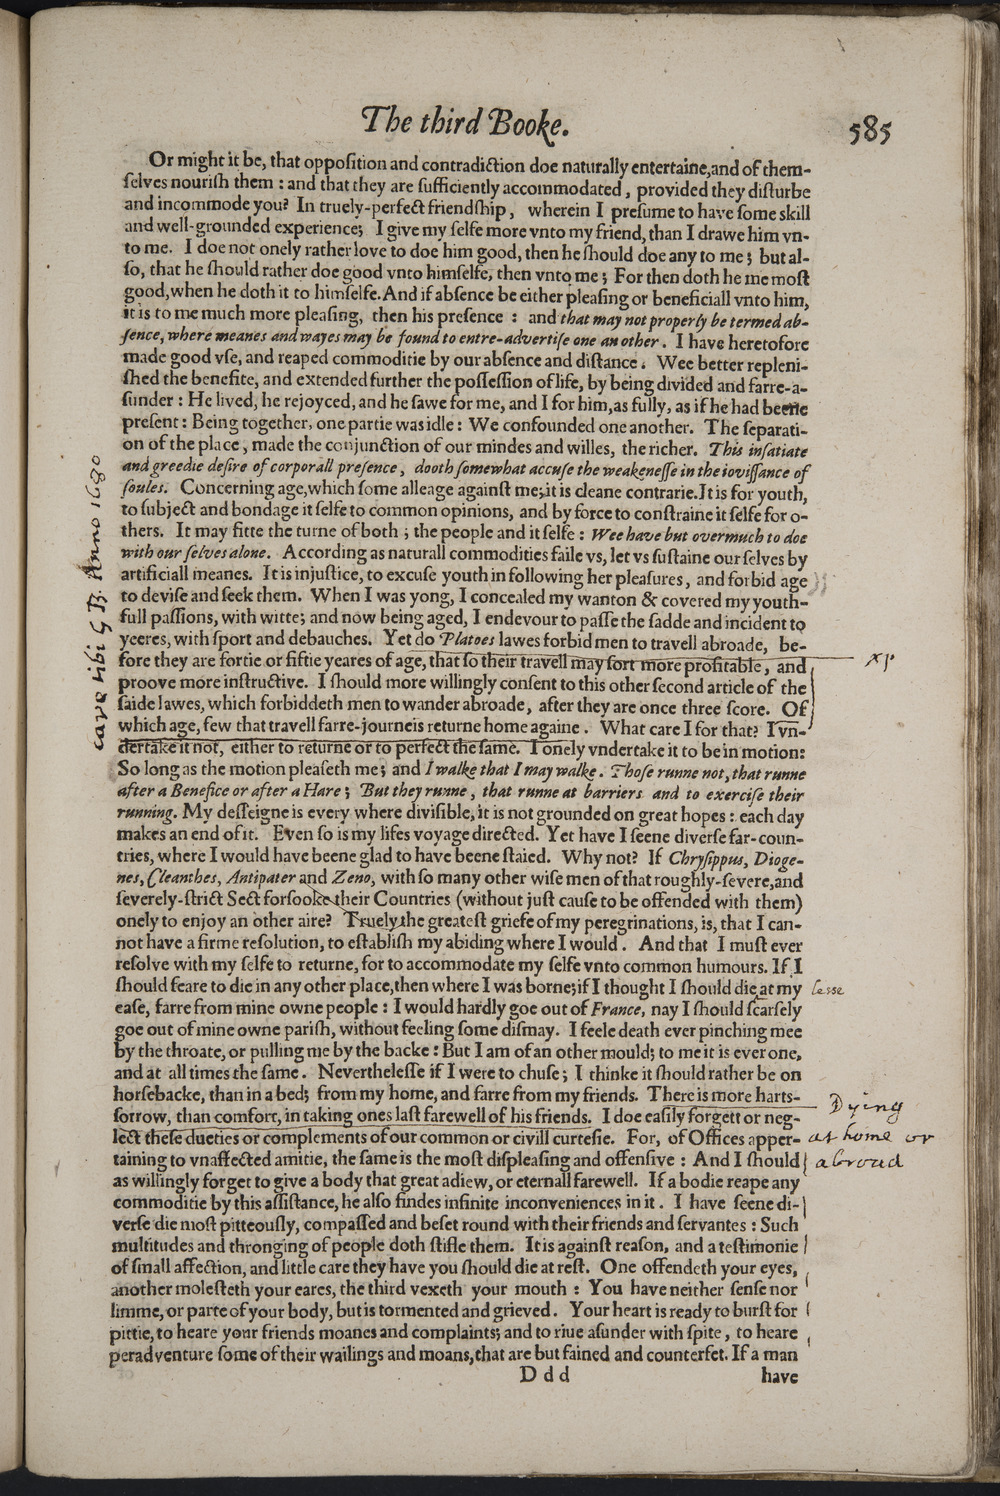 The third Booke.
585
Or might it be, that oppoſition and contradiction doe naturally entertaine,and of them-
ſelves nouriſh them : and that they are ſufficiently accommodated , provided they diſturbe
and incommode you? In truely-perfect friendſhip , wherein I preſume to have ſome skill
and well-grounded experience; I give my ſelfe more vnto my friend, than I drawe him vn-
to me. I doe not onely rather love to doe him good, then he ſhould doe any to me ; but al-
ſo, that he ſhould rather doe good vnto himſelfe, then vnto me ; For then doth he me moſt
good,when he doth it to himſelfe. And if abſence be either pleaſing or beneficiall vnto him,
it is to me much more pleaſing, then his preſence : and that may not properly be termed ab-
ſence, where meanes and wayes may be found to entre-advertiſe one another . I have heretofore
made good vſe, and reaped commoditie by our abſence and diſtance . Wee better repleni-
ſhed the benefite, and extended further the poſſeſſion of life, by being divided and farre-a-
ſunder : He lived, he rejoyced, and he ſawe for me, and I for him,as fully, as if he had beene
preſent : Being together, one partie was idle : We confounded one another. The ſeparati-
on of the place , made the conjunction of our mindes and willes, the richer. This inſatiate
and greedie deſire of corporall preſence , dooth ſomewhat accuſe the weakeneſſe in the ioviſſance of
ſoules. Concerning age,which ſome alleage againſt me;it is cleane contrarie.It is for youth,
to ſubject and bondage it ſelfe to common opinions, and by force to conſtraine it ſelfe for o-
thers. It may fitte the turne of both ; the people and it ſelfe : Wee have but overmuch to doe
with our ſelves alone. According as naturall commodities faile vs, let vs ſuſtaine our ſelves by
artificiall meanes. It is injuſtice, to excuſe youth in following her pleaſures , and forbid age
to deviſe and ſeek them. When I was yong, I concealed my wanton & covered my youth-
full paſſions, with witte; and now being aged, I endevour to paſſe the ſadde and incident to
yeeres, with ſport and debauches. Yet do Platoes lawes forbid men to travell abroade, be-
fore they are fortie or fiftie yeares of age, that ſo their travell may ſort more profitable , and
proove more inſtructive. I ſhould more willingly conſent to this other ſecond article of the
ſaide lawes, which forbiddeth men to wander abroade, after they are once three ſcore. Of
which age, few that travell farre-journeis returne home againe . What care I for that? I vn-
dertake it not, either to returne or to perfect the ſame. I onely vndertake it to be in motion:
So long as the motion pleaſeth me ; and I walke that I may walke . Thoſe runne not, that runne
after a Benefice or after a Hare ; But they runne , that runne at barriers and to exerciſe their
running. My deſſeigne is every where diviſible, it is not grounded on great hopes : each day
makes an end of it. Even ſo is my lifes voyage directed. Yet have I ſeene diverſe far-coun-
tries, where I would have beene glad to have beene ſtaied. Why not? If Chryſippus, Dioge-
nes, Cleanthes, Antipater and Zeno, with ſo many other wiſe men of that roughly-ſevere,and
ſeverely-ſtrict Sect forſooke their Countries (without juſt cauſe to be offended with them)
onely to enjoy an other aire? Truely the greateſt griefe of my peregrinations, is, that I can-
not have a firme reſolution, to eſtabliſh my abiding where I would . And that I muſt ever
reſolve with my ſelfe to returne, for to accommodate my ſelfe vnto common humours. If I
ſhould feare to die in any other place,then where I was borne;if I thought I ſhould die at my lesse
eaſe, farre from mine owne people : I would hardly goe out of France, nay I ſhould ſcarſely
goe out of mine owne pariſh, without feeling ſome diſmay. I feele death ever pinching mee
by the throate, or pulling me by the backe : But I am of an other mould; to me it is ever one,
and at all times the ſame . Nevertheleſſe if I were to chuſe ; I thinke it ſhould rather be on
horſebacke, than in a bed; from my home, and farre from my friends. There is more harts-
ſorrow, than comfort, in taking ones laſt farewell of his friends. I doe eaſily forgett or neg-
lect theſe dueties or complements of our common or civill curteſie. For, of Offices apper-
taining to vnaffected amitie, the ſame is the moſt diſpleaſing and offenſive : And I ſhould
as willingly forget to give a body that great adiew, or eternall farewell. If a bodie reape any
commoditie by this aſſiſtance, he alſo findes infinite inconveniences in it . I have ſeene di-
verſe die moſt pitteouſly, compaſſed and beſet round with their friends and ſervantes : Such
multitudes and thronging of people doth ſtifle them. It is againſt reaſon, and a teſtimonie
of ſmall affection, and little care they have you ſhould die at reſt. One offendeth your eyes,
another moleſteth your eares, the third vexeth your mouth : You have neither ſenſe nor
limme, or parte of your body, but is tormented and grieved. Your heart is ready to burſt for
pittie, to heare your friends moanes and complaints; and to riue aſunder with ſpite , to heare
peradventure ſome of their wailings and moans,that are but fained and counterfet. If a man
D d d
have
cave tibi G B. Anno 1680
Dying
at home or
abroad